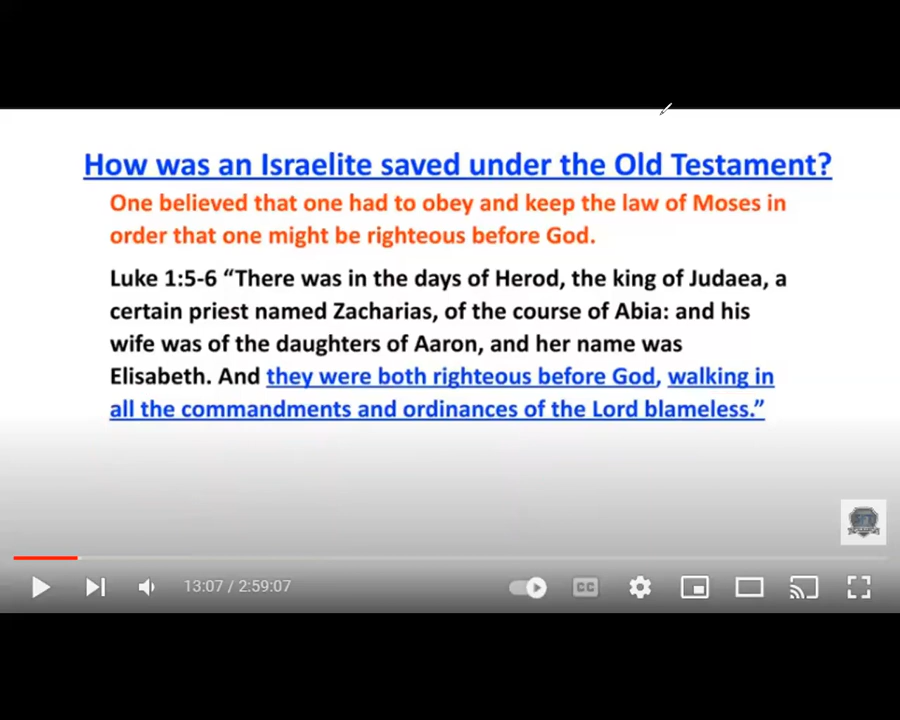 How was an Israelite saved under the Old Testament?
One believed that one had to obey and keep the law of Moses in
order that one might be righteous before God.
Luke 1:5-6 “There was in the days of Herod, the king of Judaea, a
certain priest named Zacharias, of the course of Abia: and his
wife was of the daughters of Aaron, and her name was
Elisabeth. And they were both righteous before God, walking in
all the commandments and ordinances of the Lord blameless.”
13:07 / 2:59:07
CC